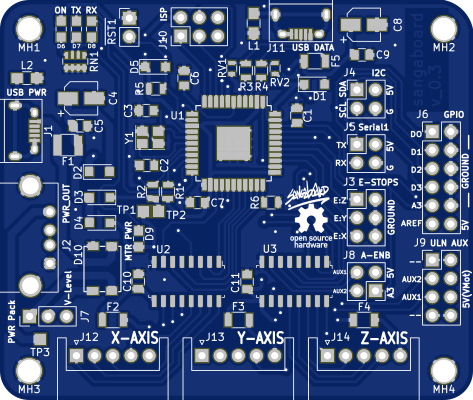 ON TX RX
D6 D7 D8
RST1
J10
ISP
L1
J11
USB DATA
C8
MH1
MH2
RN1
L2
USB PWR
D5
R5
C6
RV1
R3 R4
RV2
F5
D1
C9
J4
I2C
SDA
SCL
5V
G
C4
C3
C5
J1
F1
Y1
U1
C1
J5 Serial1
TX
RX
5V
G
J6
GPIO
D0
D1
D2
D3
A3
AREF
GROUND
5V
C2
D2
R2
R1
D3
D4
PWR_OUT
J2
TP1
TP2
C7
R6
J3 E-STOPS
E:Z
E:Y
E:X
GROUND
open source
hardware
D10
MTR PWR
D9
U2
U3
C10
C11
J8 A-ENB
AUX1
AUX2
5V
A3
J9 ULN AUX
--
AUX2
AUX1
--
5V(VMot)
V-Level
PWR Pack
J7
TP3
F2
F3
F4
J12 X-AXIS
J13 Y-AXIS
J14 Z-AXIS
MH3
MH4